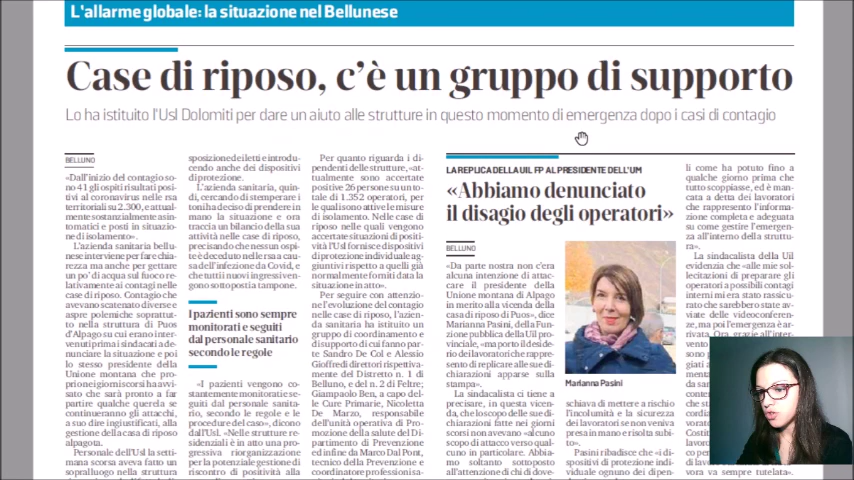 L'allarme globale: la situazione nel Bellunese
Case di riposo, c'è un gruppo di supporto
Lo ha istituito l'Usl Dolomiti per dare un aiuto alle strutture in questo momento di emergenza dopo i casi di contagio
BELLUNO
«Dall'inizio del contagio so-
no 41 gli ospiti risultati posi-
tivi al coronavirus nelle rsa
territoriali su 2.300, e attual-
mente sostanzialmente asin-
tomatici e posti in situazio-
ne di isolamento».
L'azienda sanitaria bellu-
nese interviene per fare chia-
rezza ma anche per gettare
un po' di acqua sul fuoco re-
lativamente ai contagi nelle
case di riposo. Contagi che
avevano scatenato diverse e
aspre polemiche soprattut-
to nella struttura di Puos
d'Alpago su cui erano inter-
venuti prima i sindacati a de-
nunciare la situazione e poi
lo stesso presidente della
Unione montana che pro-
prio nei giorni scorsi ha avvi-
sato che sarà pronto a far
partire qualche querela se
continueranno gli attacchi,
a suo dire ingiustificati, alla
gestione della casa di riposo
alpagota.
Personale dell'Usl la setti-
mana scorsa aveva fatto un
sopralluogo nella struttura
sposizione dei letti e introdu-
cendo anche dei dispositivi
di protezione.
L'azienda sanitaria, quin-
di, cercando di stemperare i
toni ha deciso di prendere in
mano la situazione e ora
traccia un bilancio della sua
attività nelle case di riposo,
precisando che nessun ospi-
te è deceduto nelle rsa a cau-
sa dell'infezione da Covid, e
che tutti i nuovi ingressi ven-
gono sottoposti a tampone.
I pazienti sono sempre
monitorati e seguiti
dal personale sanitario
secondo le regole
«I pazienti vengono co-
stantemente monitorati e se-
guiti dal personale sanita-
rio, secondo le regole e le
procedure del caso», dicono
dall'Usl. «Nelle strutture re-
sidenziali è in atto una pro-
gressiva riorganizzazione
per la potenziale gestione di
riscontro di positività alla
Per quanto riguarda i di-
pendenti delle strutture, «at-
tualmente sono accertate
positive 26 persone su un to-
tale di 1.352 operatori, per
le quali sono attive le misure
di isolamento. Nelle case di
riposo nelle quali vengono
accertate situazioni di positi-
vità l'Usl fornisce dispositivi
di protezione individuale ag-
giuntivi rispetto a quelli già
normalmente forniti data la
situazione in atto».
Per seguire con attenzio-
ne l'evoluzione del contagio
nelle case di riposo, l'azien-
da sanitaria ha istituito un
gruppo di coordinamento e
di supporto di cui fanno par-
te Sandro De Col e Alessio
Gioffredi direttori rispettiva-
mente del Distretto n. 1 di
Belluno, e del n. 2 di Feltre;
Giampaolo Ben, a capo del-
le Cure Primarie, Nicoletta
De Marzo, responsabile
dell'unità operativa di Pro-
mozione della salute del Di-
partimento di Prevenzione
ed infine da Marco Dal Pont,
tecnico della Prevenzione e
coordinatore professioni sa-
LA REPLICA DELLA UIL FP AL PRESIDENTE DELL'UM
«Abbiamo denunciato
il disagio degli operatori»
BELLUNO
«Da parte nostra non c'era
alcuna intenzione di attac-
care il presidente della
Unione montana di Alpago
in merito alla vicenda della
casa di riposo di Puos», dice
Marianna Pasini, della Fun-
zione pubblica della Uil pro-
vinciale, «ma porto il desi-
derio dei lavoratori che rappre-
sento di replicare alle sue di-
chiarazioni apparse sulla
stampa».
La sindacalista ci tiene a
precisare, in questa vicen-
da, che lo scopo delle sue di-
chiarazioni fatte nei giorni
scorsi non avevano «alcuno
scopo di attacco verso qual-
cuno in particolare. Abbia-
mo soltanto sottoposto
all'attenzione di chi di dove-
Marianna Pasini
schiava di mettere a rischio
l'incolumità e la sicurezza
dei lavoratori se non veniva
presa in mano e risolta subi-
to».
Pasini ribadisce che «i di-
spositivi di protezione indi-
viduale ognuno dei dipen-
li come ha potuto fino a
qualche giorno prima che
tutto scoppiasse, ed è man-
cata a detta dei lavoratori
che rappresento l'informa-
zione completa e adeguata
su come gestire l'emergen-
za all'interno della struttu-
ra».
La sindacalista della Uil
evidenzia che «alle mie sol-
lecitazioni di preparare gli
operatori a possibili contagi
interni mi era stato rassicu-
rato che sarebbero state av-
viate delle videoconferen-
ze, ma poi l'emergenza è ar-
rivata. Ora, grazie all'inter-
vora va sempre tutelata».